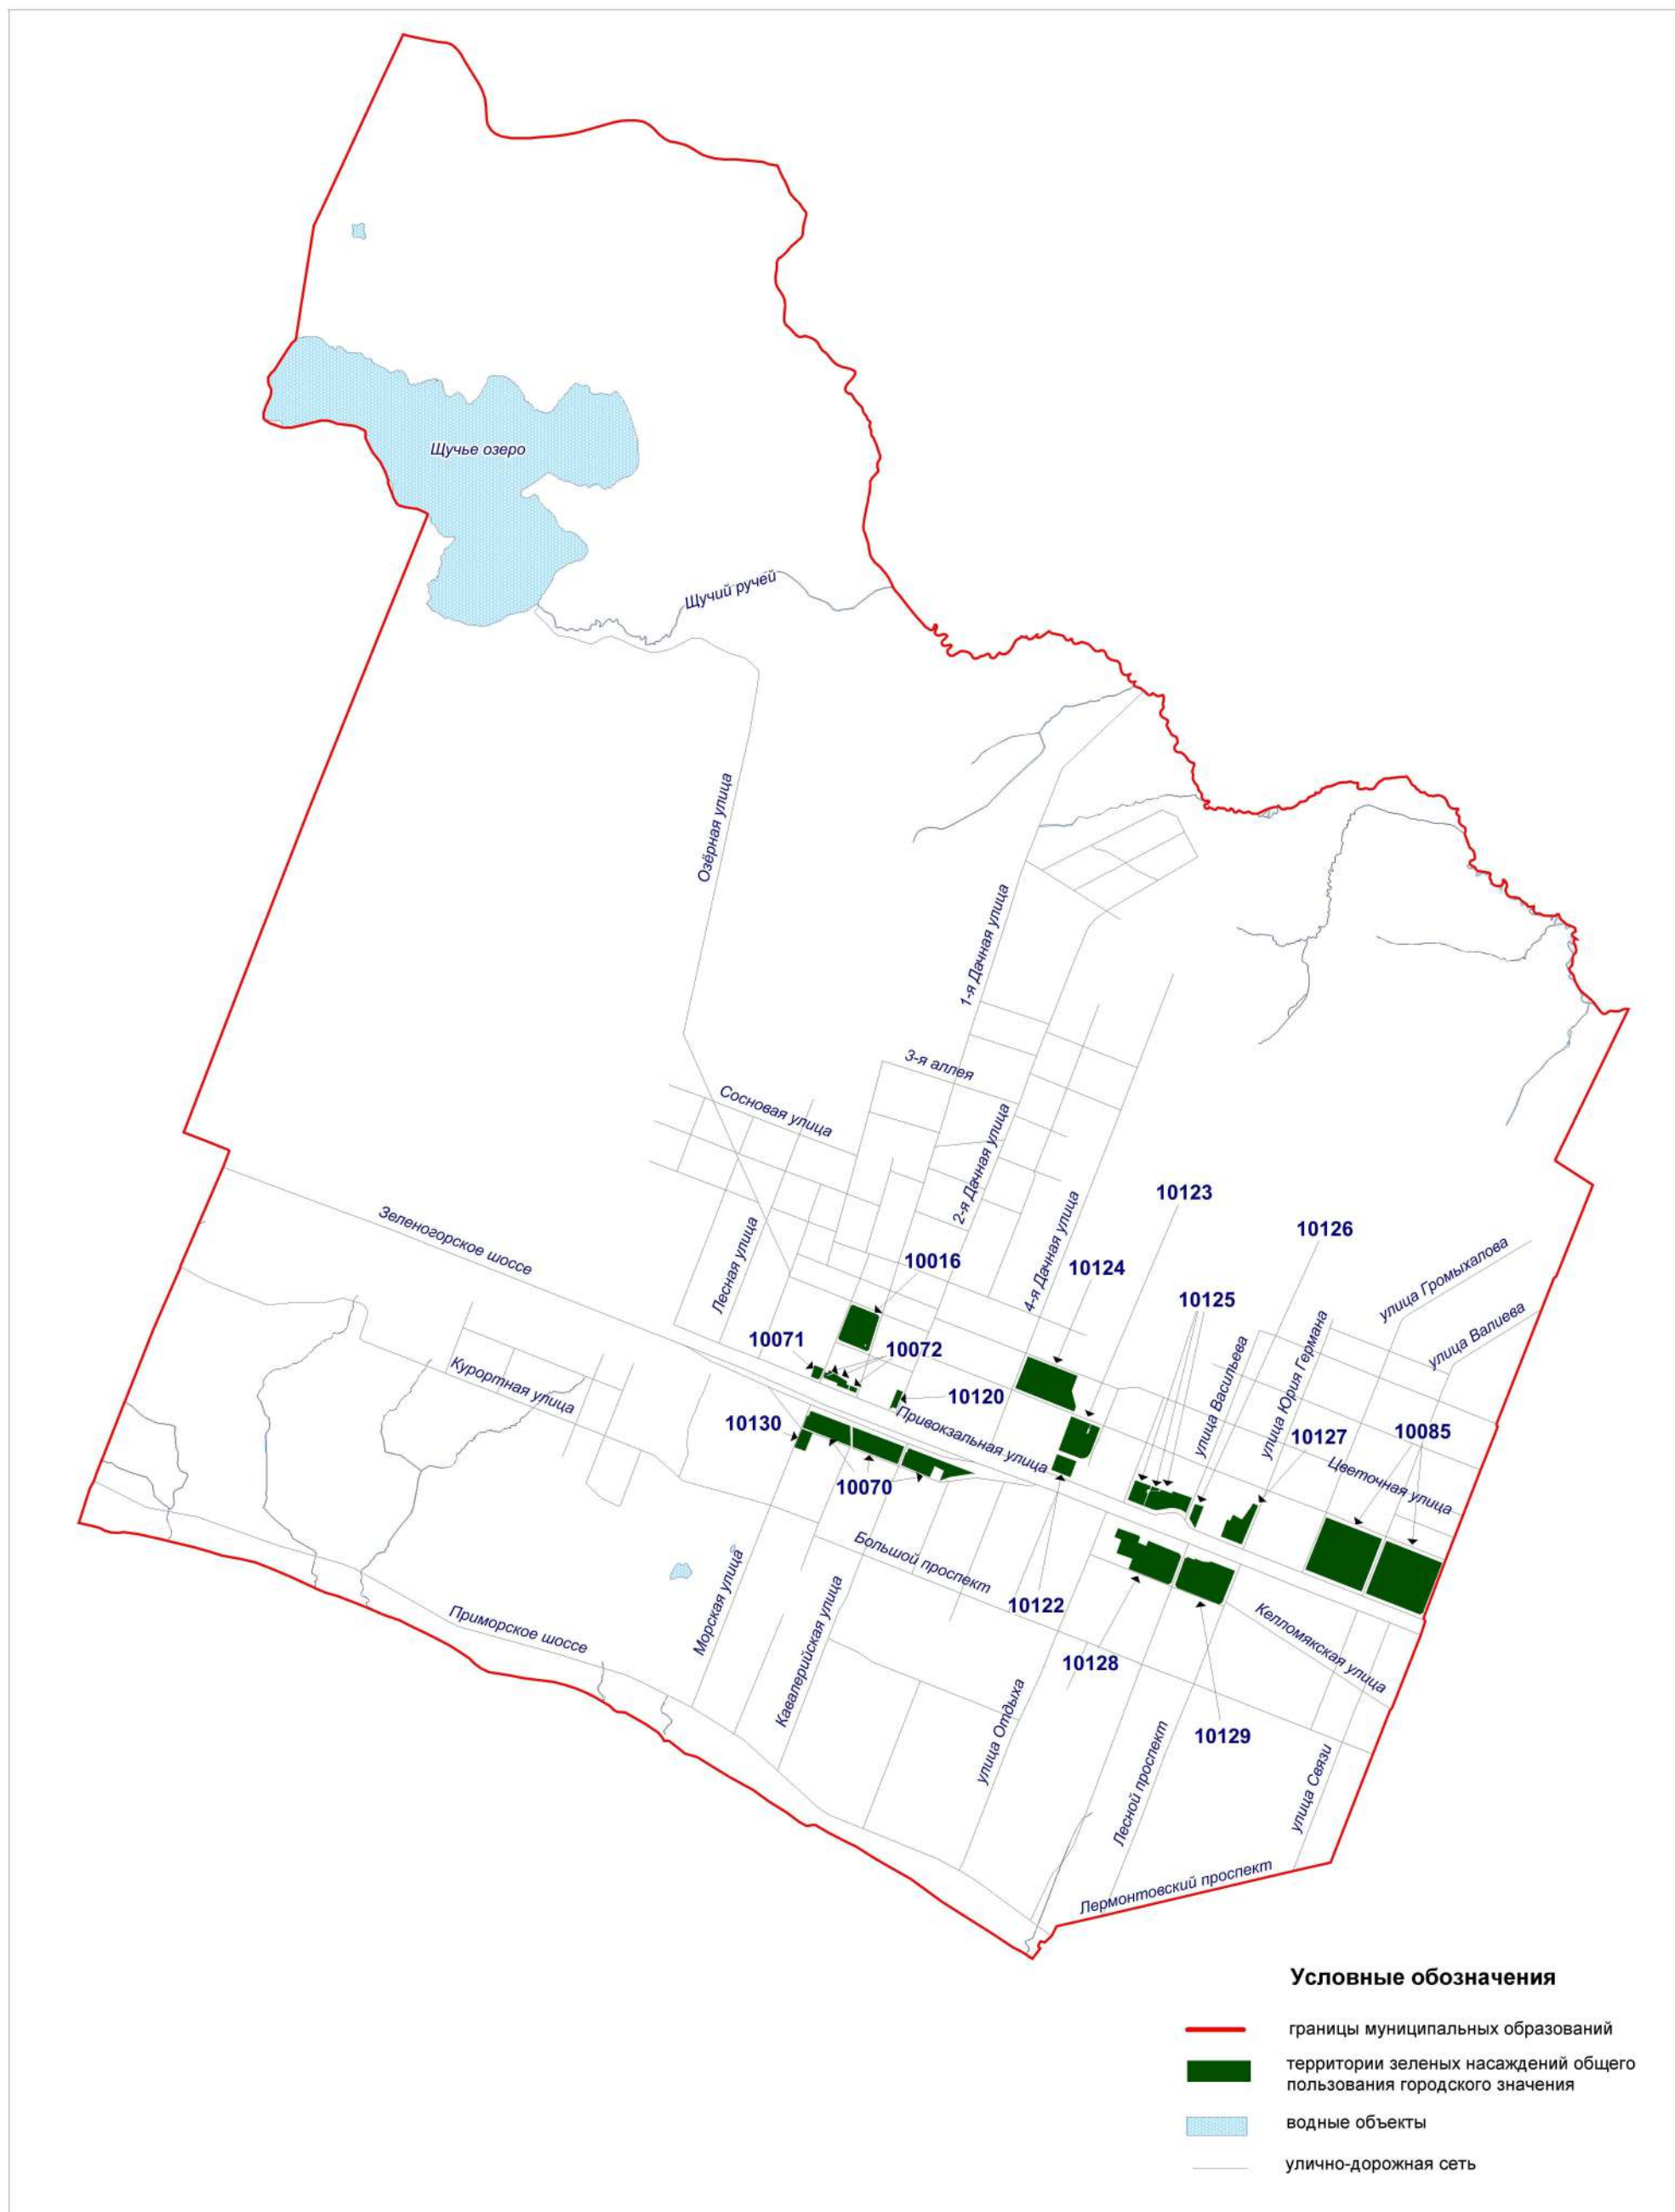 Щучье озеро
Щучий ручей
Озёрная улица
1-я Дачная улица
3-я аллея
Сосновая улица
2-я Дачная улица
4-я Дачная улица
10123
Зеленогорское шоссе
Лесная улица
10016
10124
10126
10125
улица Громыхалова
улица Валиева
10071
10072
улица Васильева
улица Юрия Германа
Курортная улица
10120
10130
Привокзальная улица
10127
10085
Цветочная улица
10070
Большой проспект
10122
Морская улица
Кавалерийская улица
Приморское шоссе
Келломякская улица
10128
улица Отдыха
10129
Лесной проспект
улица Связи
Лермонтовский проспект
Условные обозначения
границы муниципальных образований
территории зеленых насаждений общего
пользования городского значения
водные объекты
улично-дорожная сеть